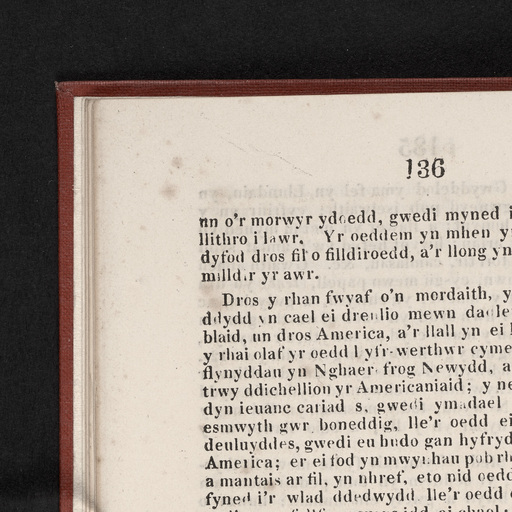 136
un o'r morwyr ydoedd, gwedi myned i
llithro i lawr. Yr oeddem yn mhen y
dyfod dros fil o filldiroedd, a'r llong yn
milldir yr awr.
Dros y rhan fwyaf o'n mordaith, y
ddydd yn cael ei dreulio mewn dadle
blaid, un dros America, a'r llall yn ei
y rhai olaf yr oedd lyfr-werthwr cyme
flynyddau yn Nghaer frog Newydd, a
trwy ddichellion yr Americaniaid; y ne
dyn ieuanc cariad s, gwedi ymadael
esmwyth gwr boneddig, lle'r oedd ei
deuluyddes, gwedi eu hudo gan hyfryd
America; er ei fod yn mwynhau pob rh
a mantais ar fil, yn nhref, eto nid oedd
fyned i'r wlad ddedwydd lle'r oedd